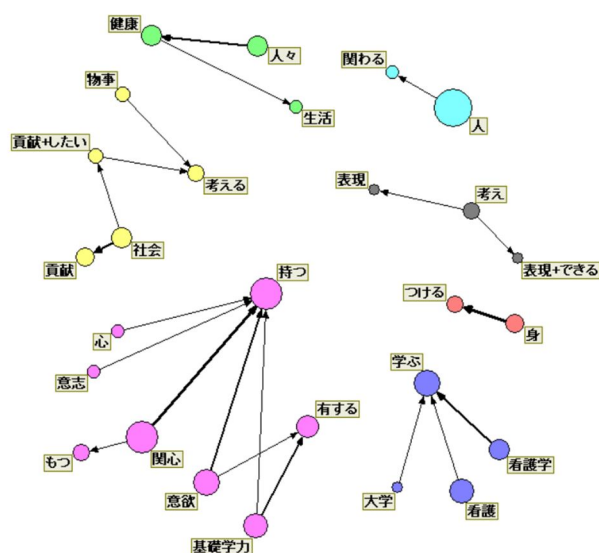 健康
人々
物事
関わる
人
生活
貢献+したい
考える
表現
考え
社会
貢献
表現+できる
持つ
つける
身
心
意志
学ぶ
有する
もつ
関心
看護学
意欲
大学
看護
基礎学力